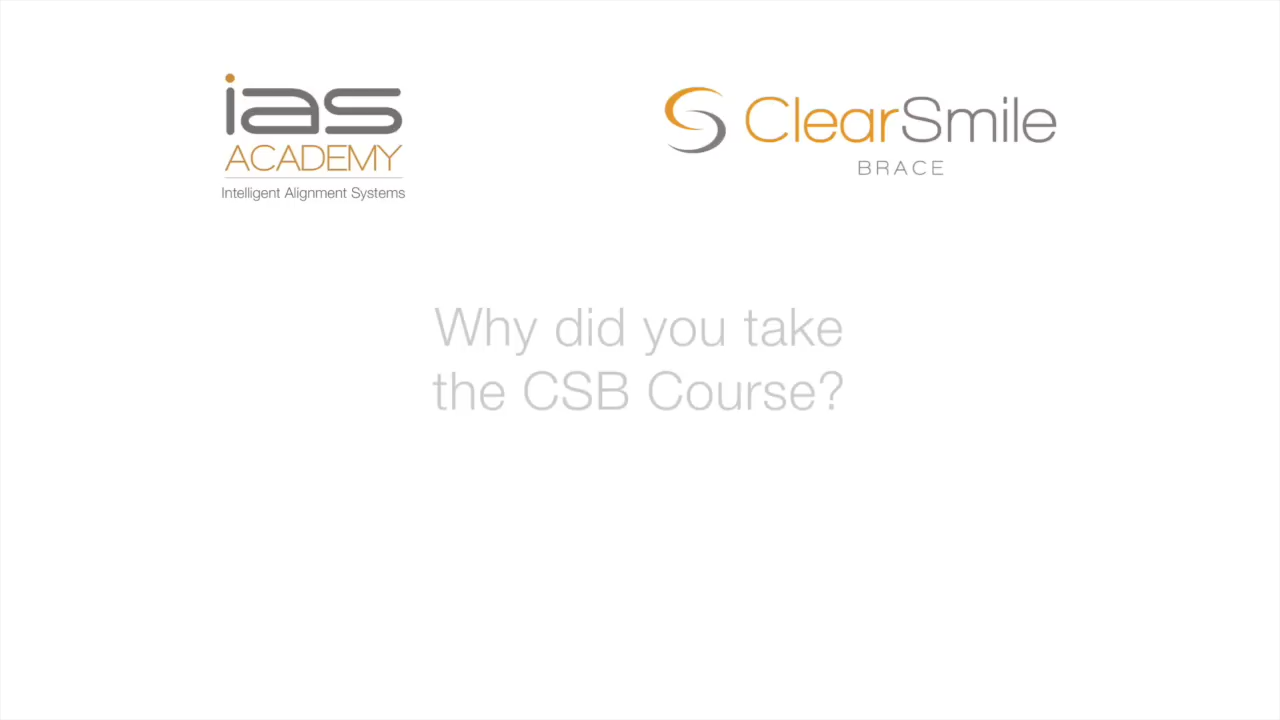 ias
ACADEMY
Intelligent Alignment Systems
ClearSmile
BRACE
Why did you take
the CSB Course?